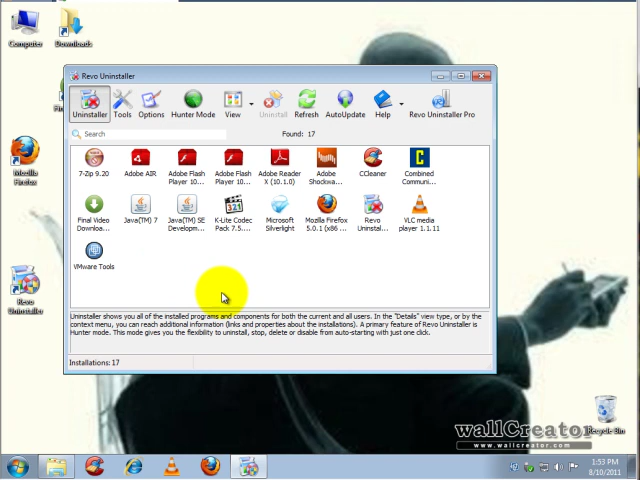 Computer
Downloads
Revo Uninstaller
Uninstaller Tools Options Hunter Mode View Uninstall Refresh AutoUpdate Help Revo Uninstaller Pro
Search Found: 17
7-Zip 9.20 Adobe AIR Adobe Flash Player 10... Adobe Flash Player 10... Adobe Reader X (10.1.0) Adobe Shockwa... CCleaner Combined Communi...
Mozilla Firefox
Final Video Downloa... Java(TM) 7 Java(TM) SE Developm... K-Lite Codec Pack 7.5.... Microsoft Silverlight Mozilla Firefox 5.0.1 (x86 ... Revo Uninstal... VLC media player 1.1.11
VMware Tools
Revo Uninstaller
Uninstaller shows you all of the installed programs and components for both the current and all users. In the "Details" view type, or by the
context menu, you can reach additional information (links and properties about the installations). A primary feature of Revo Uninstaller is
Hunter mode. This mode gives you the flexibility to uninstall, stop, delete or disable from auto-starting with just one click.
Installations: 17
wallCreator
www.wallcreator.com
Recycle Bin
1:53 PM
8/10/2011